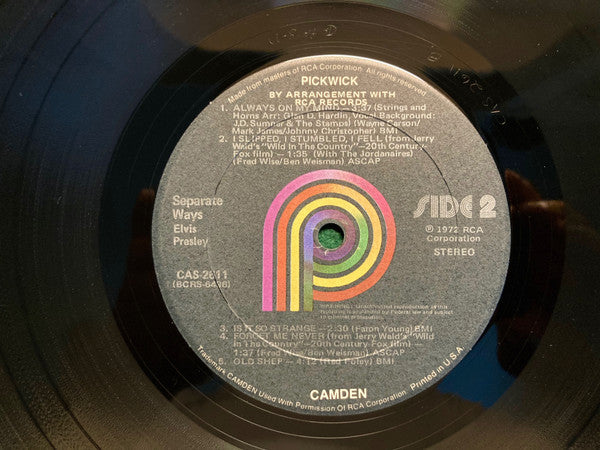 Made from masters of RCA Corporation. All rights reserved.
PICKWICK
BY ARRANGEMENT WITH
RCA RECORDS
1. ALWAYS ON MY MIND – 3:37 (Strings and
Horns Arr: Glen D. Hardin, Vocal Background:
J.D. Sumner & The Stamps) (Wayne Carson/
Mark James/Johnny Christopher) BMI
2. I SLIPPED, I STUMBLED, I FELL (from Jerry
Wald's "Wild in The Country"–20th Century-
Fox film) – 1:35 (With The Jordanaires)
(Fred Wise/Ben Weisman) ASCAP
Separate
Ways
Elvis
Presley
SIDE 2
℗ 1972 RCA
Corporation
STEREO
CAS-2611
(BCRS-6436)
3. IS IT SO STRANGE – 2:30 (Faron Young) BMI
4. FORGET ME NEVER (from Jerry Wald's "Wild
in The Country"–20th Century-Fox film) –
1:37 (Fred Wise/Ben Weisman) ASCAP
5. OLD SHEP – 4:12 (Red Foley) BMI
CAMDEN
Trademark CAMDEN Used With Permission Of RCA Corporation. Printed in U.S.A.